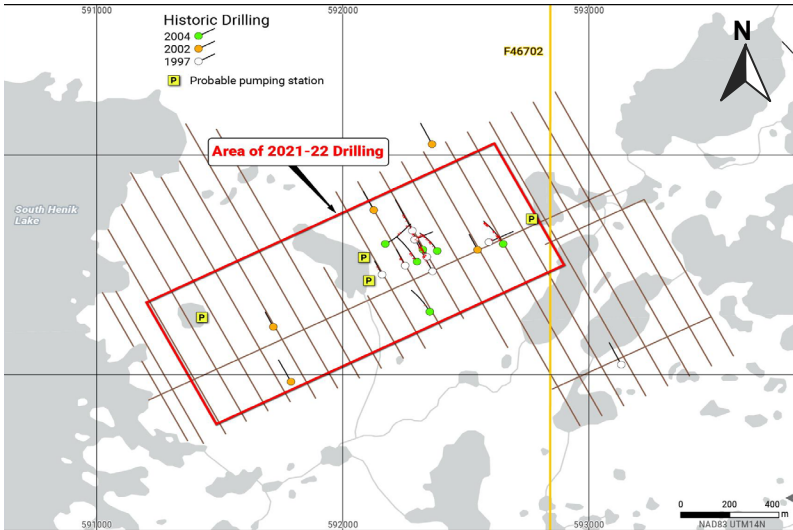 591000
592000
593000
Historic Drilling
2004
2002
1997
P Probable pumping station
F46702
N
Area of 2021-22 Drilling
South Henik
Lake
P
P
P
P
591000
592000
593000
0 200 400
m
NAD83 UTM14N